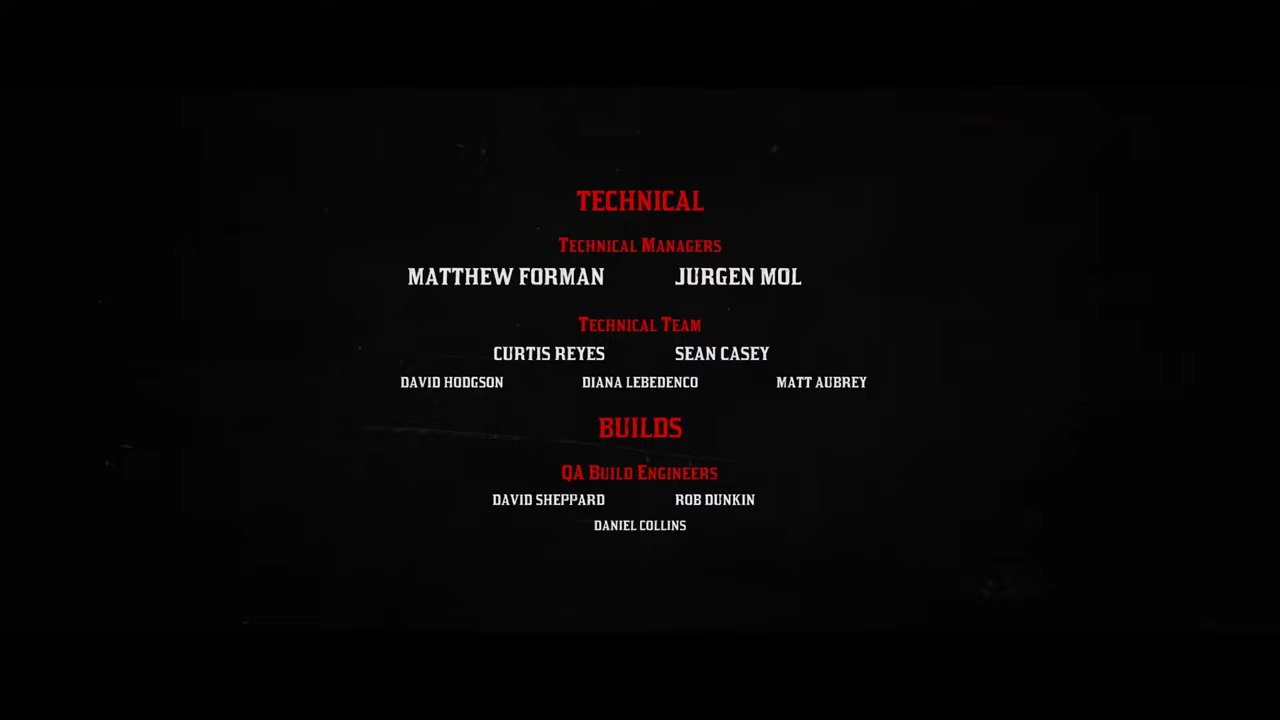 TECHNICAL
Technical Managers
MATTHEW FORMAN JURGEN MOL
Technical Team
CURTIS REYES SEAN CASEY
DAVID HODGSON DIANA LEBEDENCO MATT AUBREY
BUILDS
QA Build Engineers
DAVID SHEPPARD ROB DUNKIN
DANIEL COLLINS